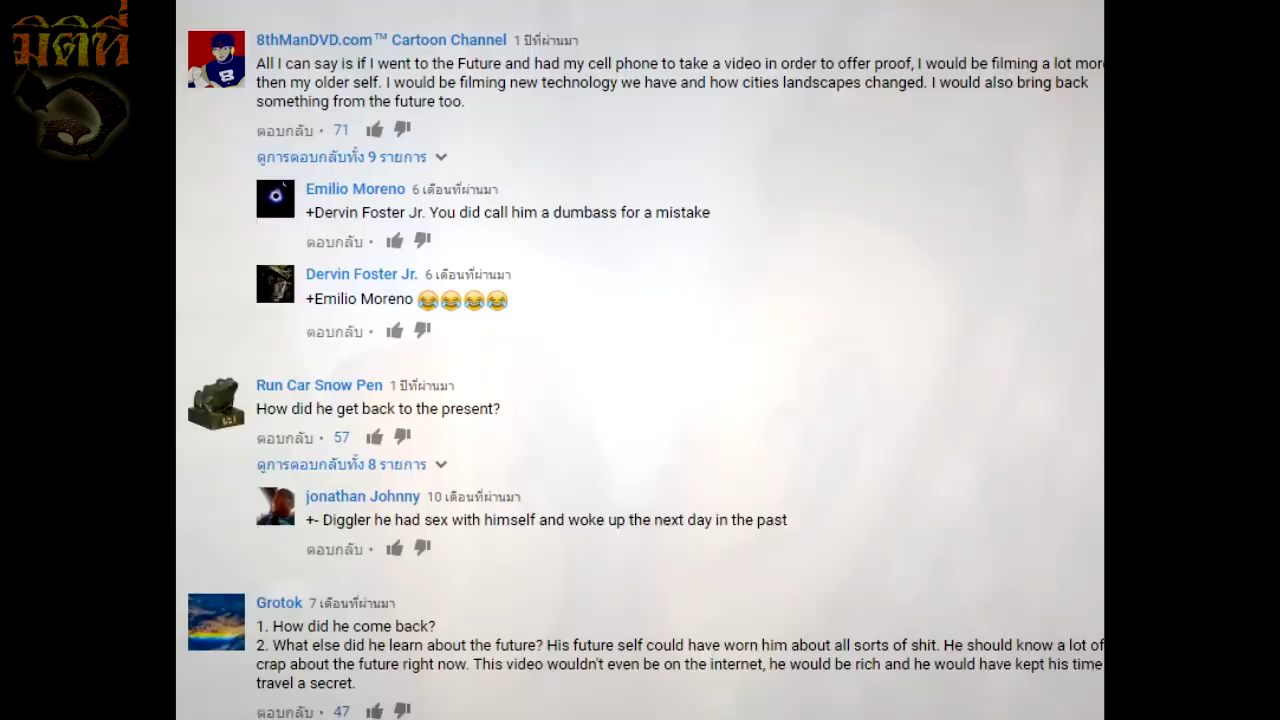 มิติที่
8thManDVD.com™ Cartoon Channel 1 ปีที่ผ่านมา
All I can say is if I went to the Future and had my cell phone to take a video in order to offer proof, I would be filming a lot more
then my older self. I would be filming new technology we have and how cities landscapes changed. I would also bring back
something from the future too.
ตอบกลับ • 71
ดูการตอบกลับทั้ง 9 รายการ
Emilio Moreno 6 เดือนที่ผ่านมา
+Dervin Foster Jr. You did call him a dumbass for a mistake
ตอบกลับ •
Dervin Foster Jr. 6 เดือนที่ผ่านมา
+Emilio Moreno 😂😂😂😂
ตอบกลับ •
Run Car Snow Pen 1 ปีที่ผ่านมา
How did he get back to the present?
ตอบกลับ • 57
ดูการตอบกลับทั้ง 8 รายการ
jonathan Johnny 10 เดือนที่ผ่านมา
+- Diggler he had sex with himself and woke up the next day in the past
ตอบกลับ •
Grotok 7 เดือนที่ผ่านมา
1. How did he come back?
2. What else did he learn about the future? His future self could have worn him about all sorts of shit. He should know a lot of
crap about the future right now. This video wouldn't even be on the internet, he would be rich and he would have kept his time
travel a secret.
ตอบกลับ • 47